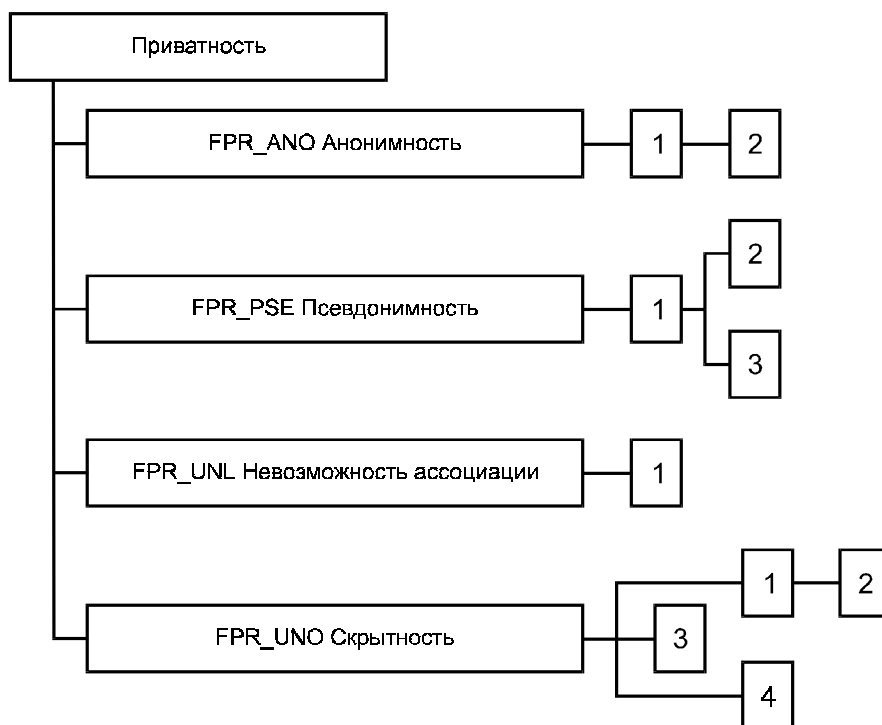 Приватность
FPR_ANO Анонимность 1 2
2
FPR_PSE Псевдонимность 1
3
FPR_UNL Невозможность ассоциации 1
1 2
FPR_UNO Скрытность 3
4